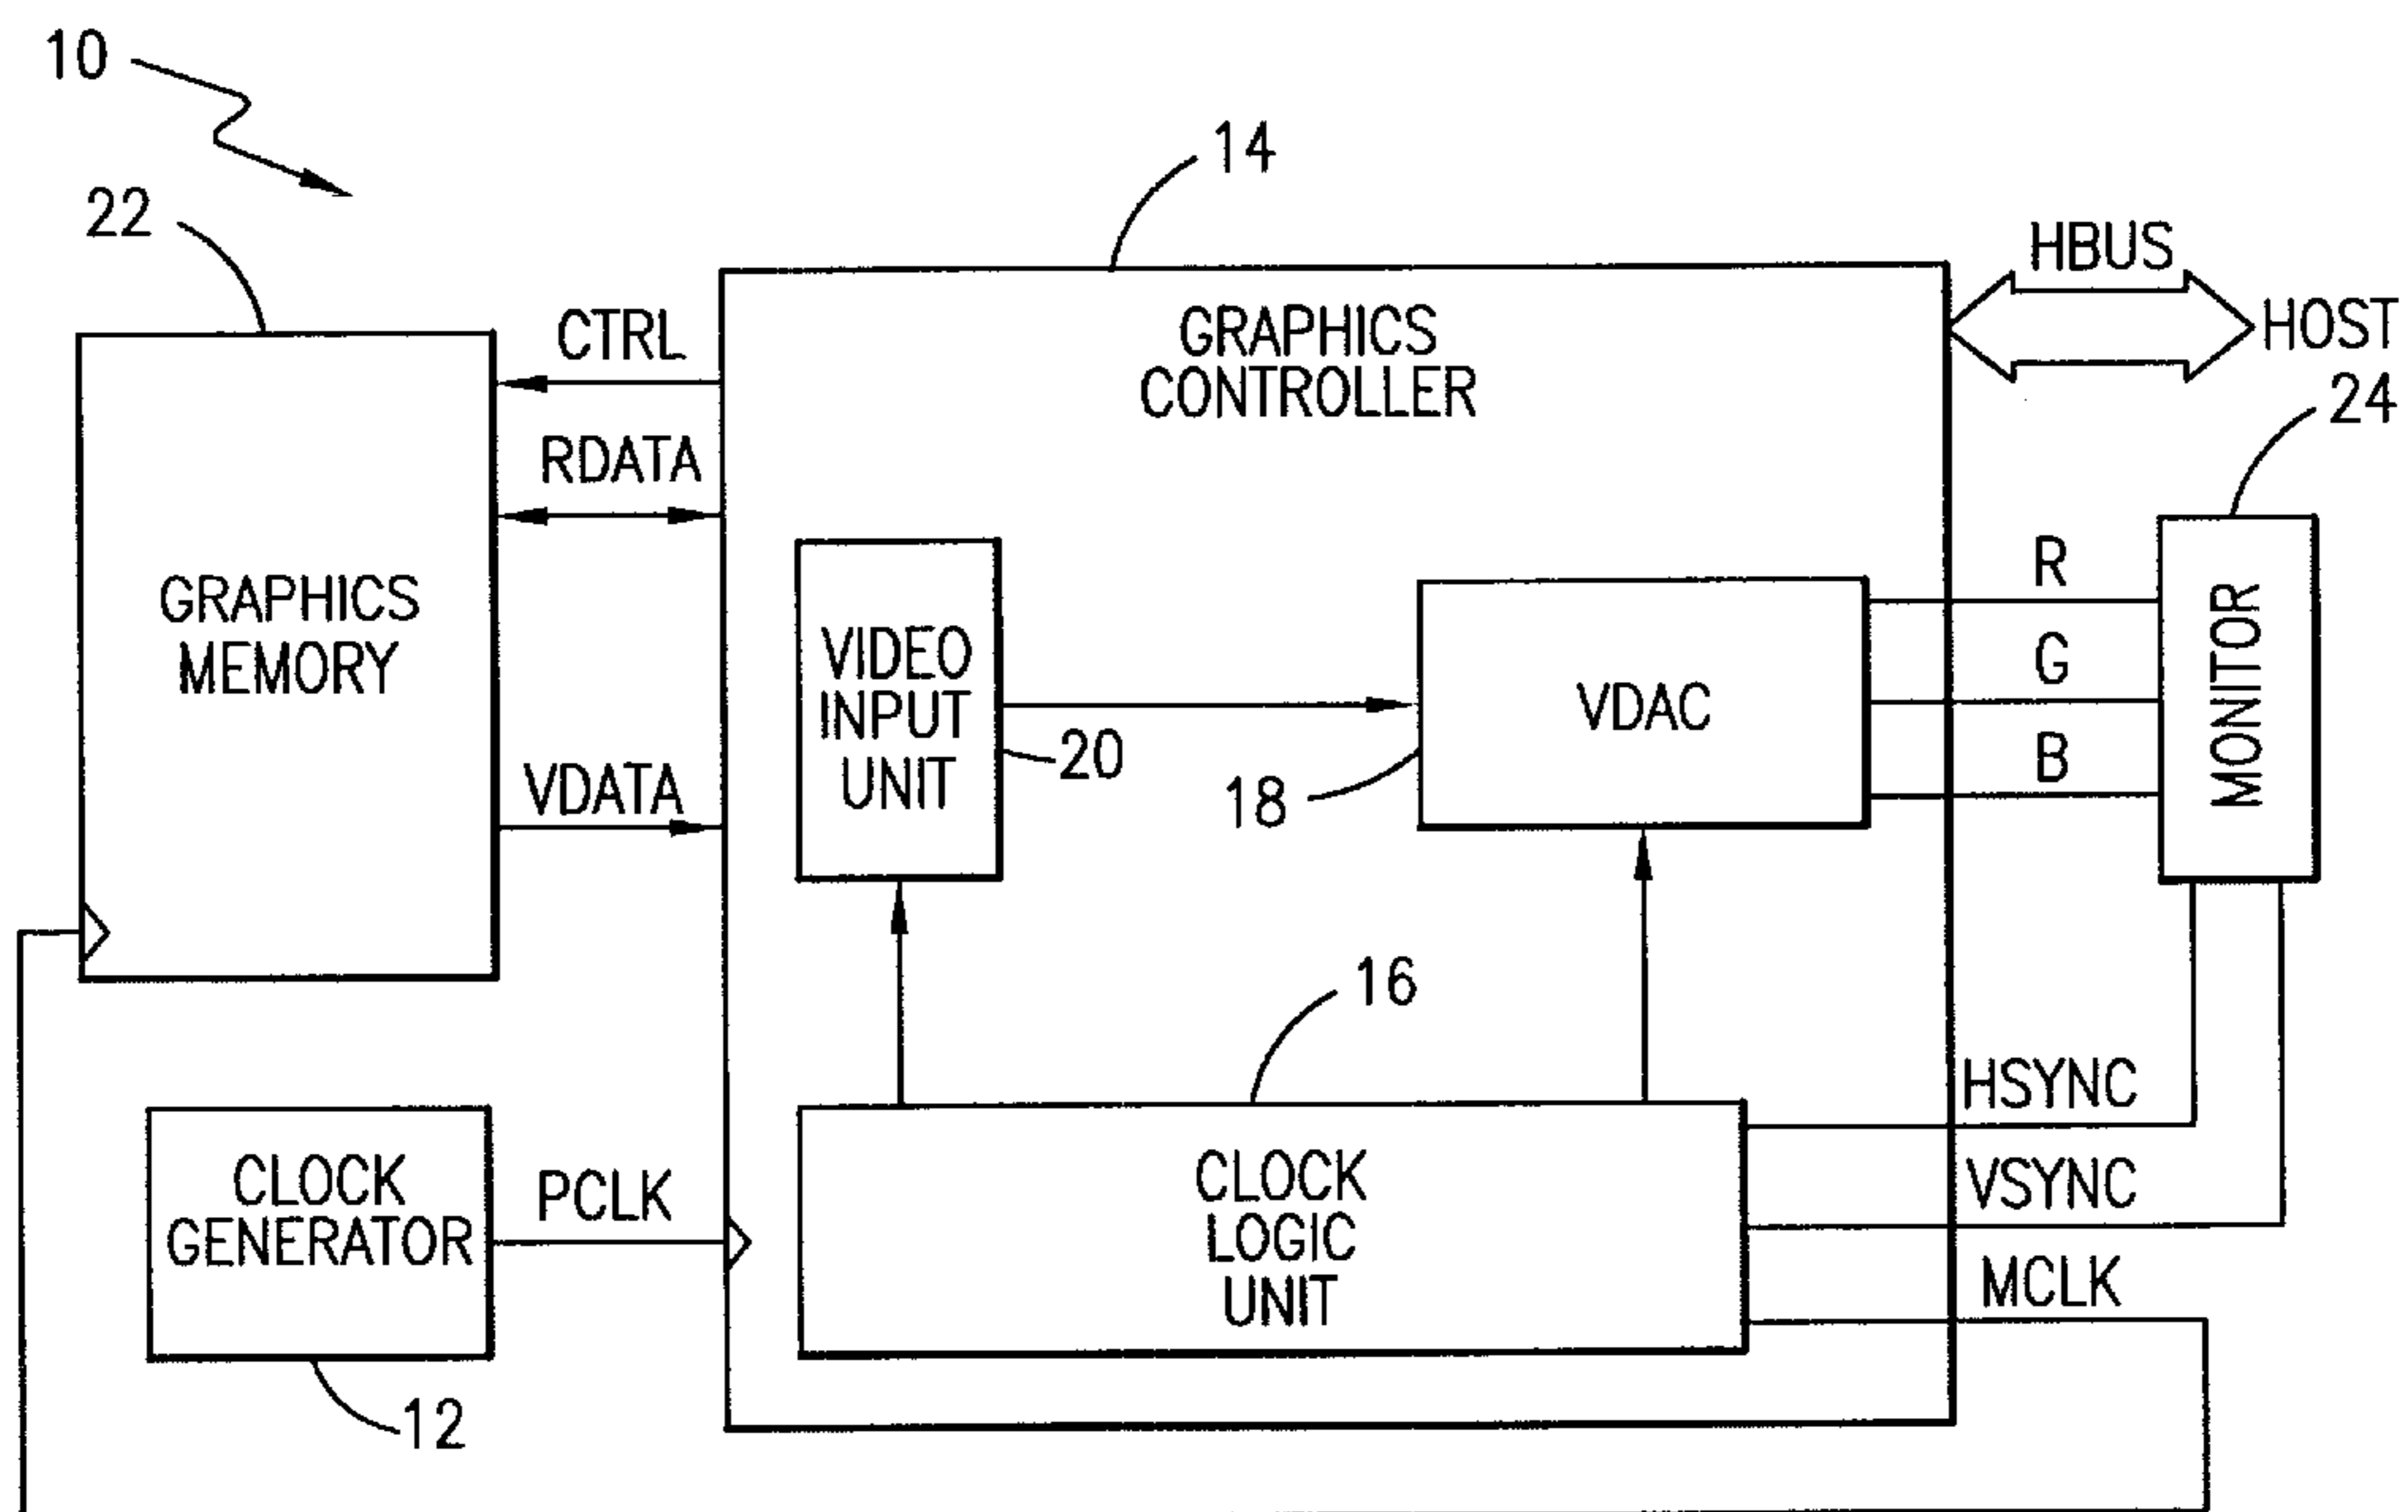 10
14
22
HBUS
HOST
CTRL
GRAPHICS
CONTROLLER
24
RDATA
R
GRAPHICS
MEMORY
VIDEO
INPUT
UNIT
VDAC
G
MONITOR
20
18
B
VDATA
16
HSYNC
CLOCK
GENERATOR
PCLK
CLOCK
LOGIC
UNIT
VSYNC
MCLK
12